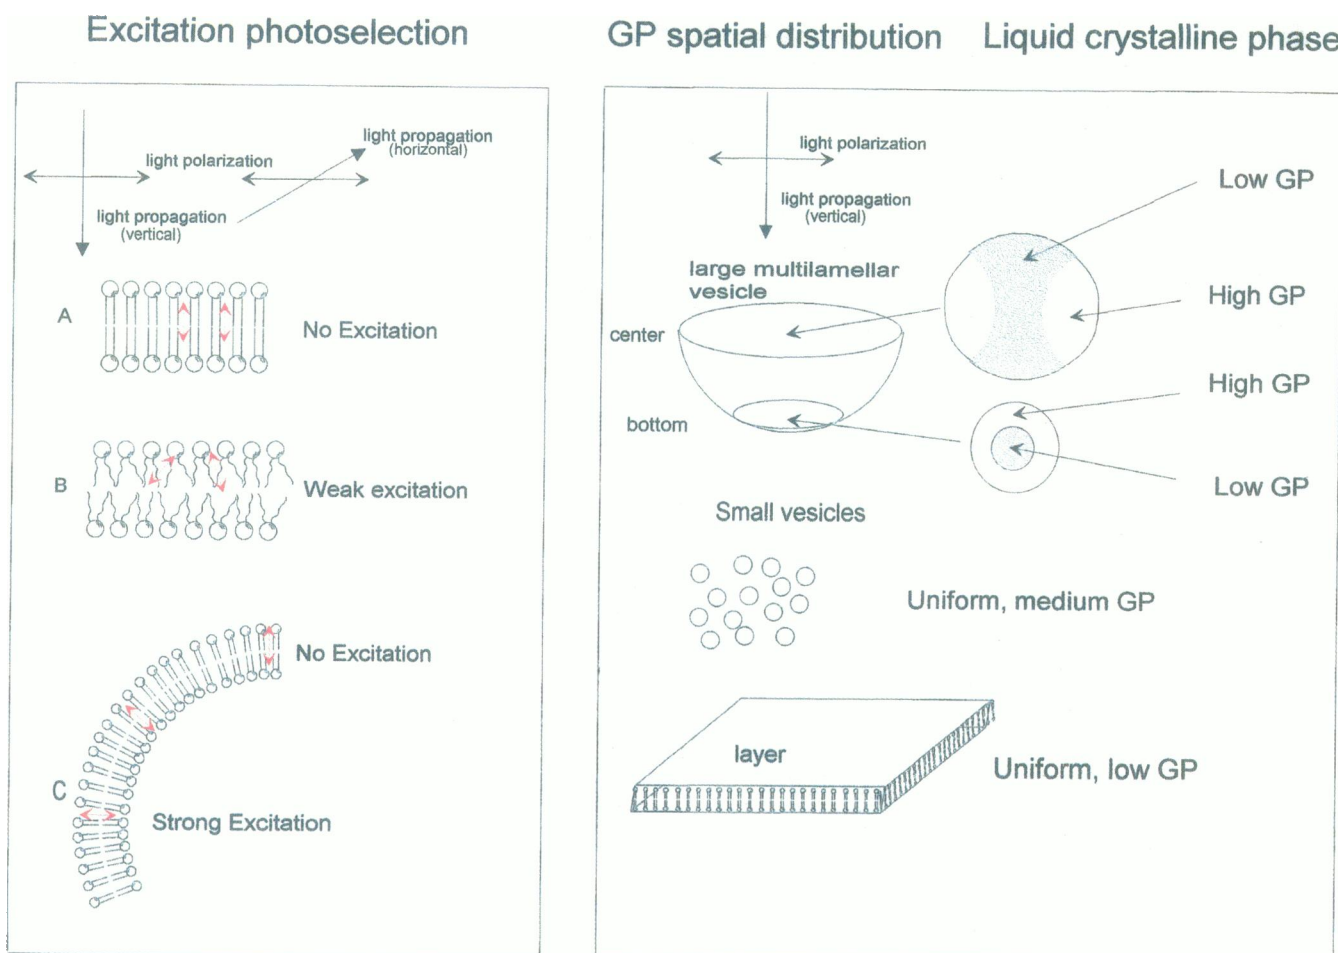 Excitation photoselection
GP spatial distribution
Liquid crystalline phase
light propagation
(horizontal)
light polarization
light propagation
(vertical)
A
No Excitation
B
Weak excitation
No Excitation
C
Strong Excitation
light polarization
light propagation
(vertical)
Low GP
large multilamellar
vesicle
High GP
center
High GP
bottom
Low GP
Small vesicles
Uniform, medium GP
layer
Uniform, low GP